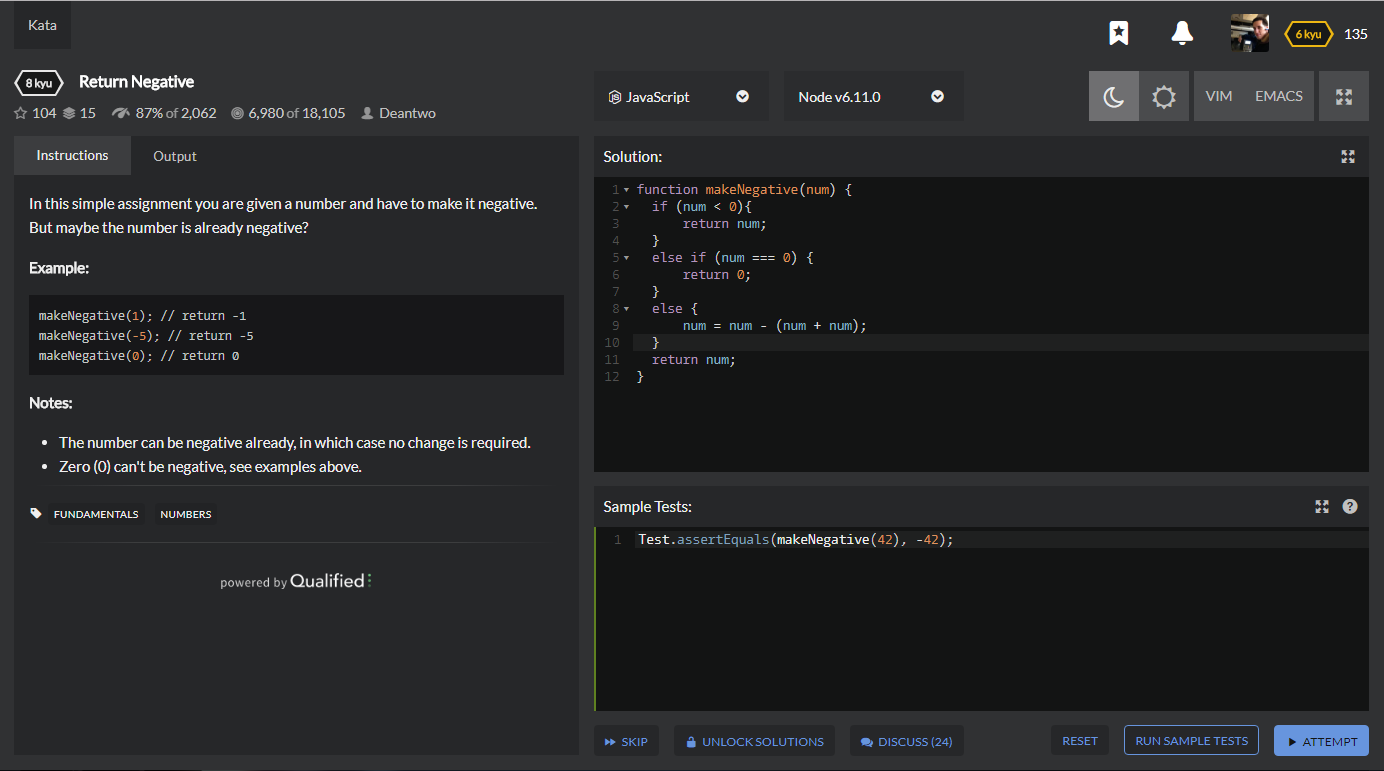 Kata
6 kyu 135
8 kyu Return Negative
104 15 87% of 2,062 6,980 of 18,105 Deantwo
JavaScript Node v6.11.0 VIM EMACS
Instructions Output
In this simple assignment you are given a number and have to make it negative.
But maybe the number is already negative?
Example:
makeNegative(1); // return -1
makeNegative(-5); // return -5
makeNegative(0); // return 0
Notes:
• The number can be negative already, in which case no change is required.
• Zero (0) can't be negative, see examples above.
FUNDAMENTALS NUMBERS
powered by Qualified
Solution:
1 function makeNegative(num) {
2 if (num < 0){
3 return num;
4 }
5 else if (num === 0) {
6 return 0;
7 }
8 else {
9 num = num - (num + num);
10 }
11 return num;
12 }
Sample Tests:
1 Test.assertEquals(makeNegative(42), -42);
SKIP UNLOCK SOLUTIONS DISCUSS (24) RESET RUN SAMPLE TESTS ATTEMPT